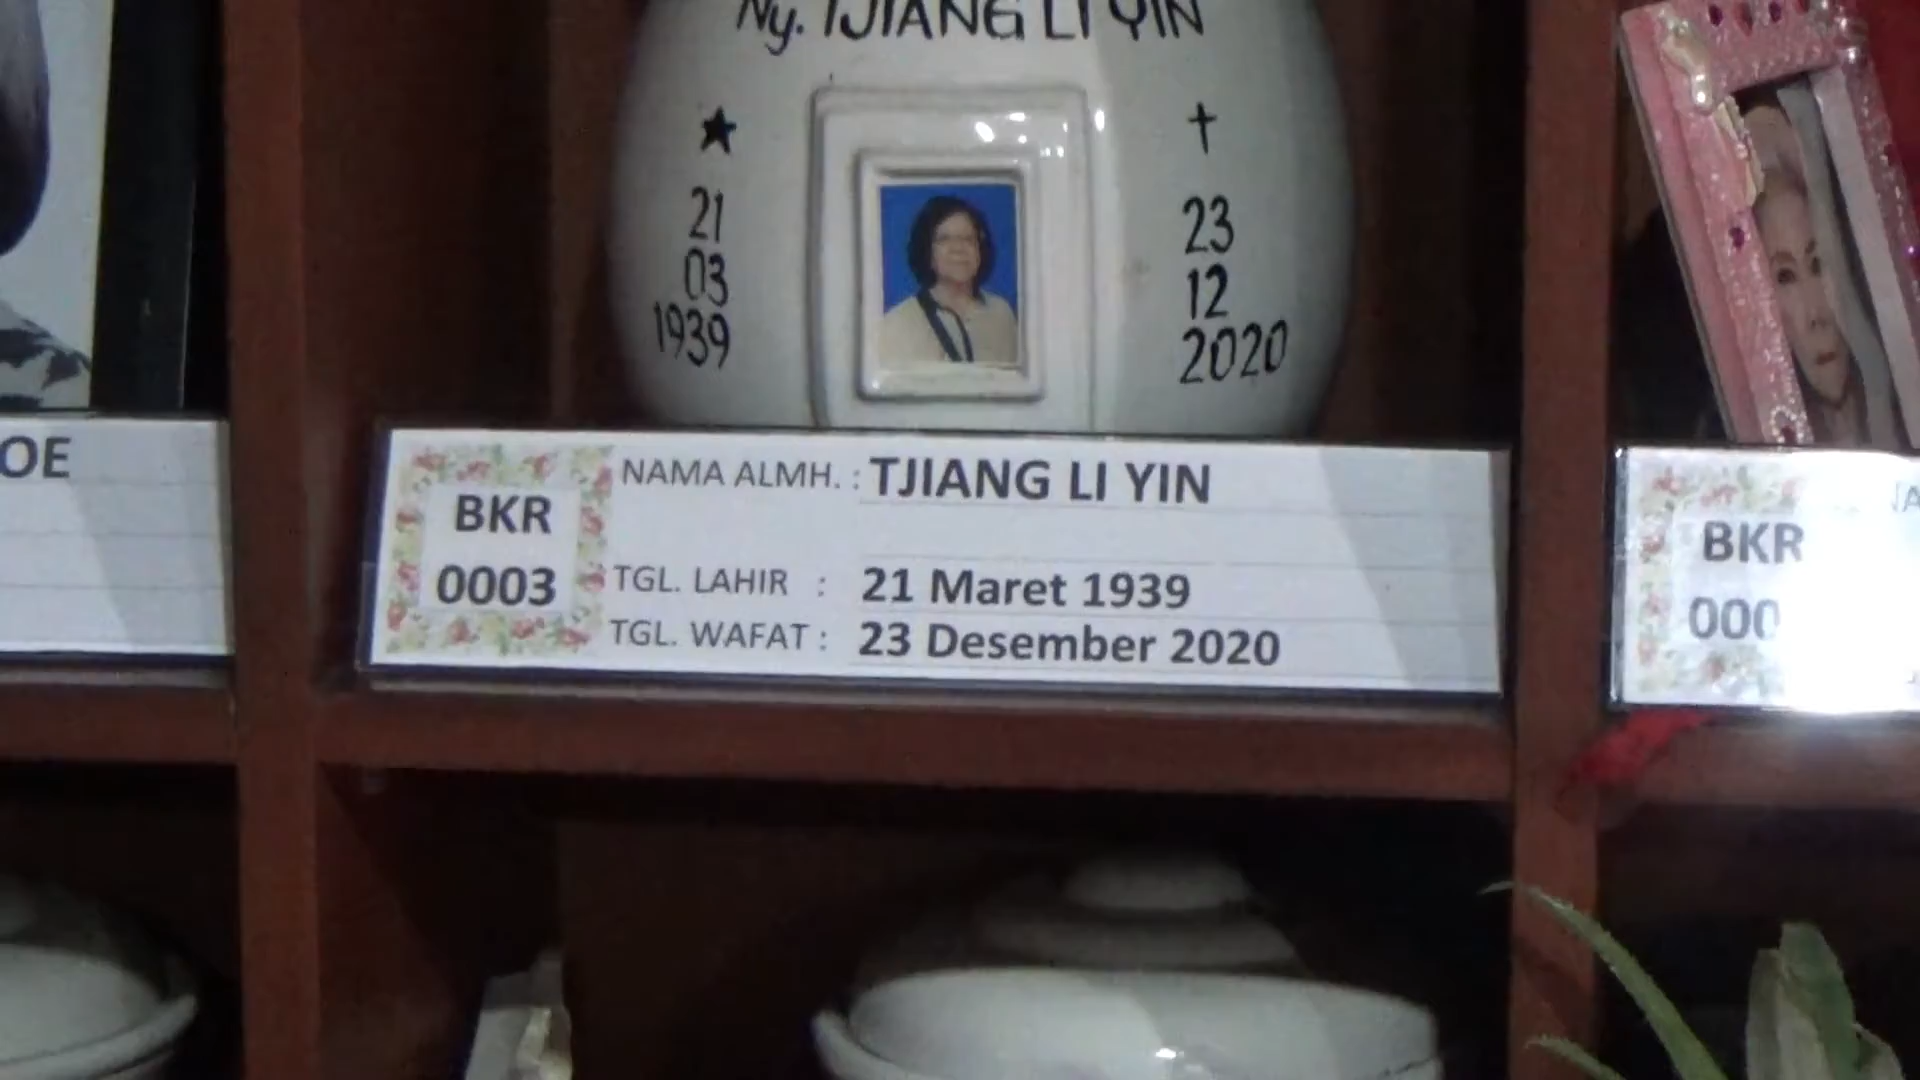 Ny. TJIANG LI YIN
★ †
21 23
03 12
1939 2020
OE
BKR
0003
NAMA ALMH. : TJIANG LI YIN
TGL. LAHIR : 21 Maret 1939
TGL. WAFAT : 23 Desember 2020
BKR